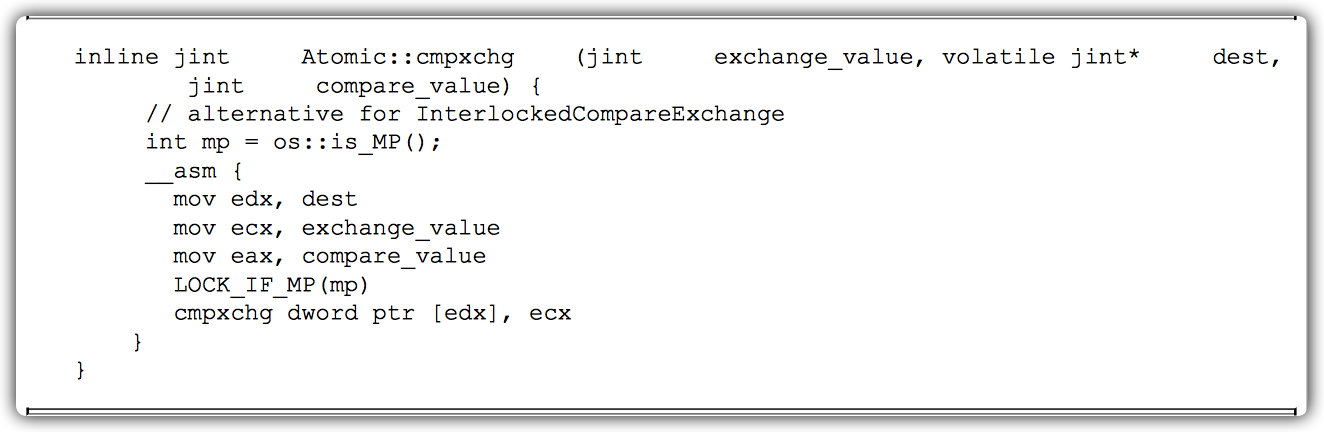 inline jint     Atomic::cmpxchg    (jint     exchange_value, volatile jint*     dest,
        jint     compare_value) {
     // alternative for InterlockedCompareExchange
     int mp = os::is_MP();
     __asm {
       mov edx, dest
       mov ecx, exchange_value
       mov eax, compare_value
       LOCK_IF_MP(mp)
       cmpxchg dword ptr [edx], ecx
    }
}